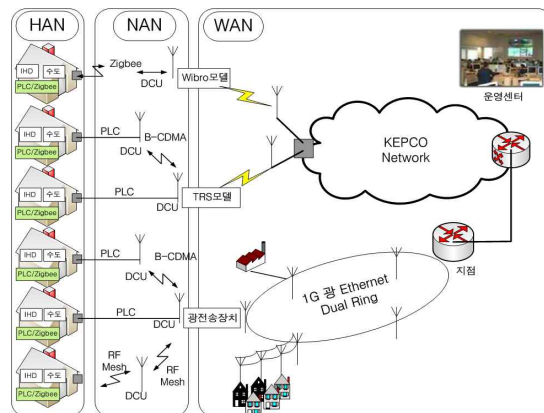 HAN
NAN
WAN
IHD 수도
PLC/Zigbee
Zigbee
DCU
Wibro모델
운영센터
IHD 수도
PLC/Zigbee
PLC
B-CDMA
DCU
KEPCO
Network
IHD 수도
PLC/Zigbee
PLC
DCU
TRS모델
IHD 수도
PLC/Zigbee
PLC
B-CDMA
DCU
지점
IHD 수도
PLC/Zigbee
PLC
DCU
광전송장치
1G 광 Ethernet
Dual Ring
IHD 수도
PLC/Zigbee
RF
Mesh
DCU
RF
Mesh